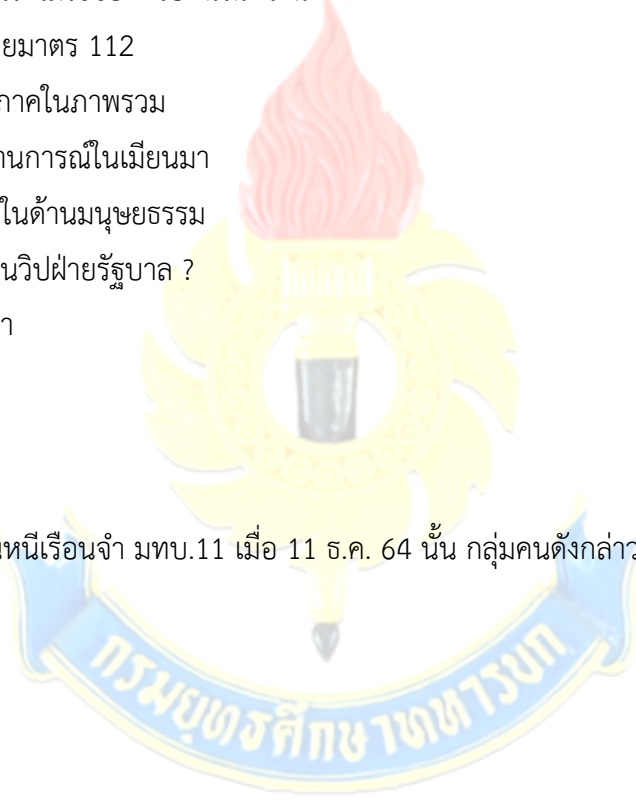 ยมาตร 112
ภาคในภาพรวม
านการณ์ในเมียนมา
ในด้านมนุษยธรรม
นวิปฝ่ายรัฐบาล ?
า
หนีเรือนจำ มทบ.11 เมื่อ 11 ธ.ค. 64 นั้น กลุ่มคนดังกล่าว
กรมยุทธศึกษาทหารบก